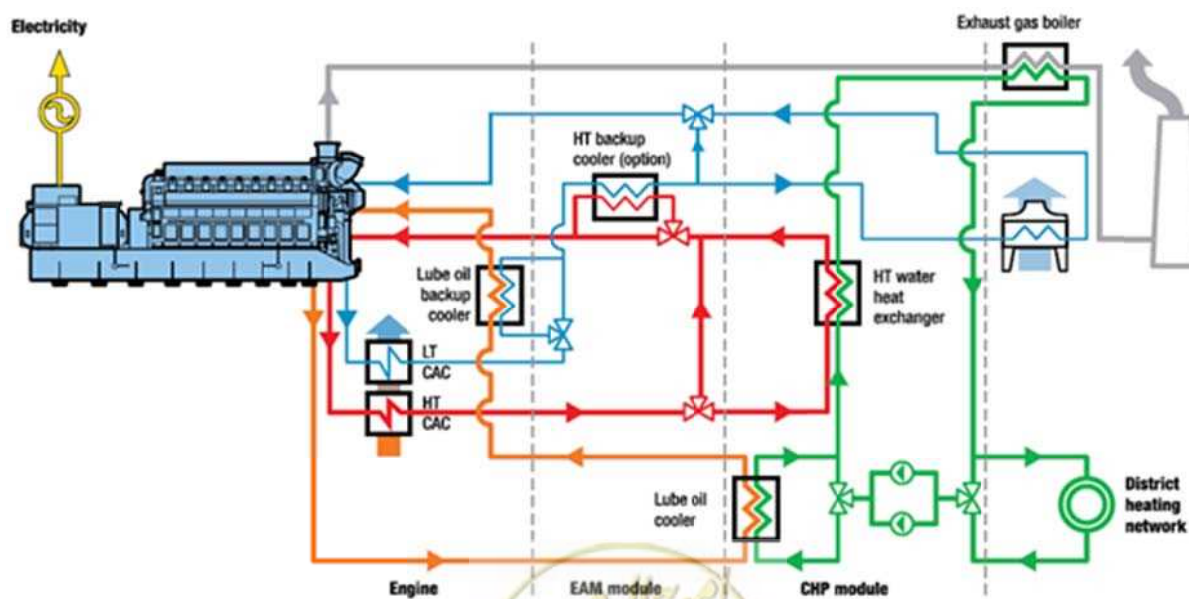 Electricity
Exhaust gas boiler
HT backup
cooler (option)
Lube oil
backup
cooler
HT water
heat
exchanger
LT
CAC
HT
CAC
Lube oil
cooler
District
heating
network
Engine
EAM module
CHP module